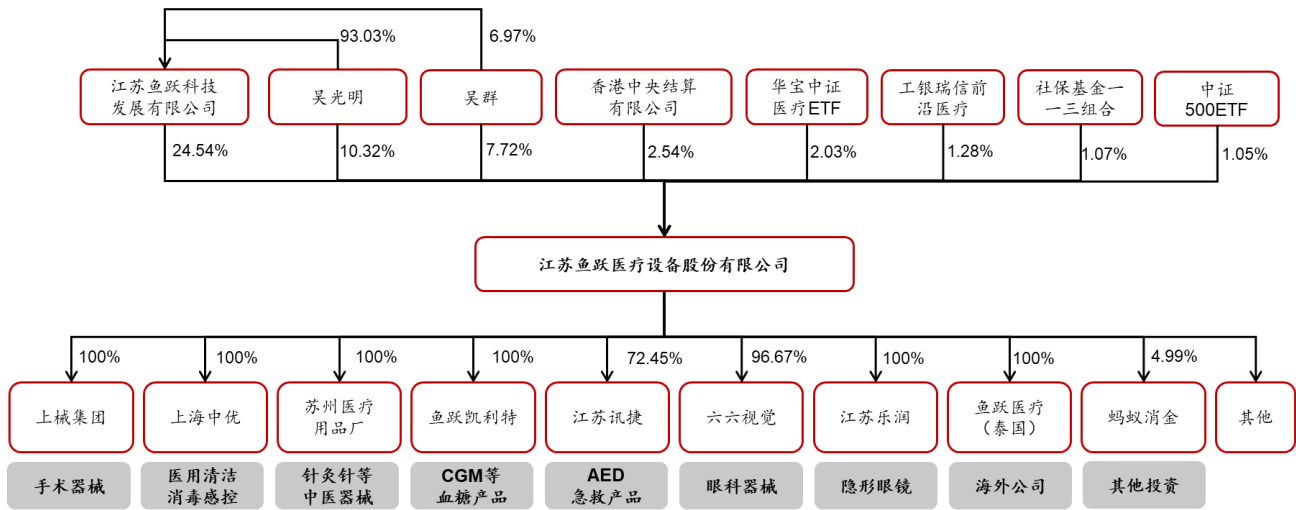 93.03%
6.97%
江苏鱼跃科技
发展有限公司
吴光明
吴群
香港中央结算
有限公司
华宝中证
医疗ETF
工银瑞信前
沿医疗
社保基金一
一三组合
中证
500ETF
24.54%
10.32%
7.72%
2.54%
2.03%
1.28%
1.07%
1.05%
江苏鱼跃医疗设备股份有限公司
100%
100%
100%
100%
72.45%
96.67%
100%
100%
4.99%
上械集团
上海中优
苏州医疗
用品厂
鱼跃凯利特
江苏讯捷
六六视觉
江苏乐润
鱼跃医疗
（泰国）
蚂蚁消金
其他
手术器械
医用清洁
消毒感控
针灸针等
中医器械
CGM等
血糖产品
AED
急救产品
眼科器械
隐形眼镜
海外公司
其他投资